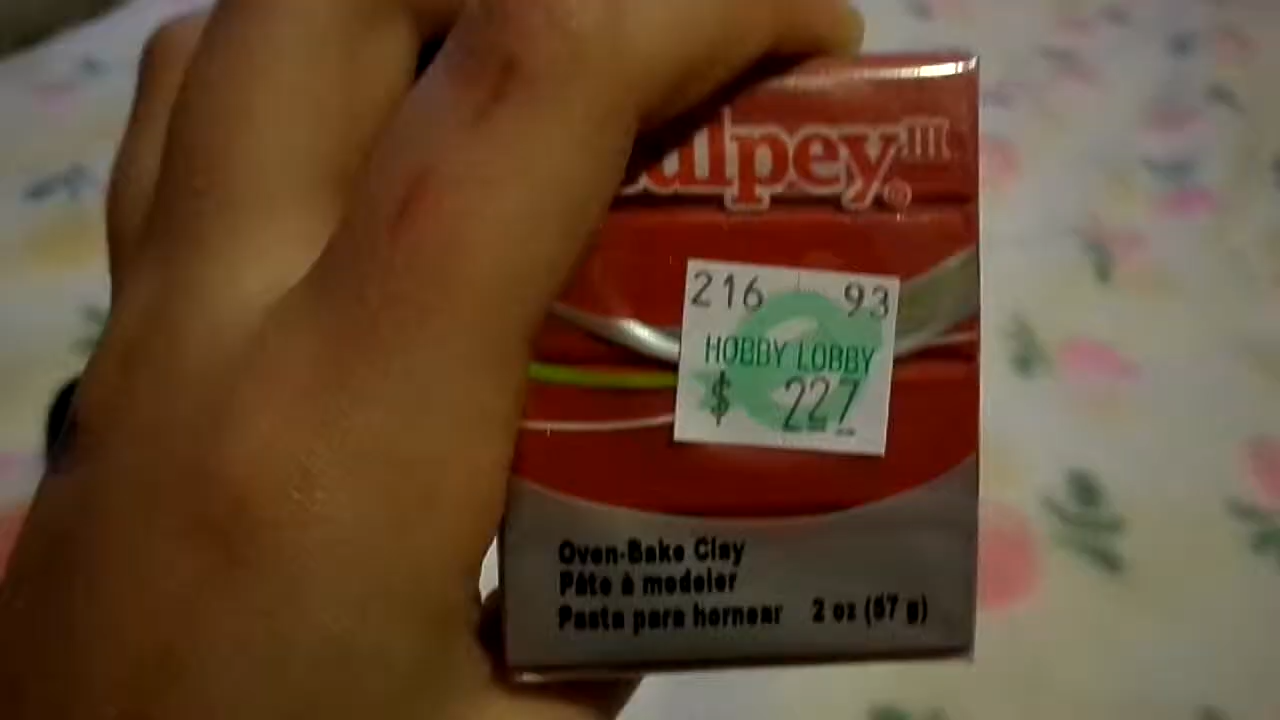 ulpey III ®
216 93
HOBBY LOBBY
$ 227
Oven-Bake Clay
Pâte à modeler
Pasta para hornear 2 oz (57 g)